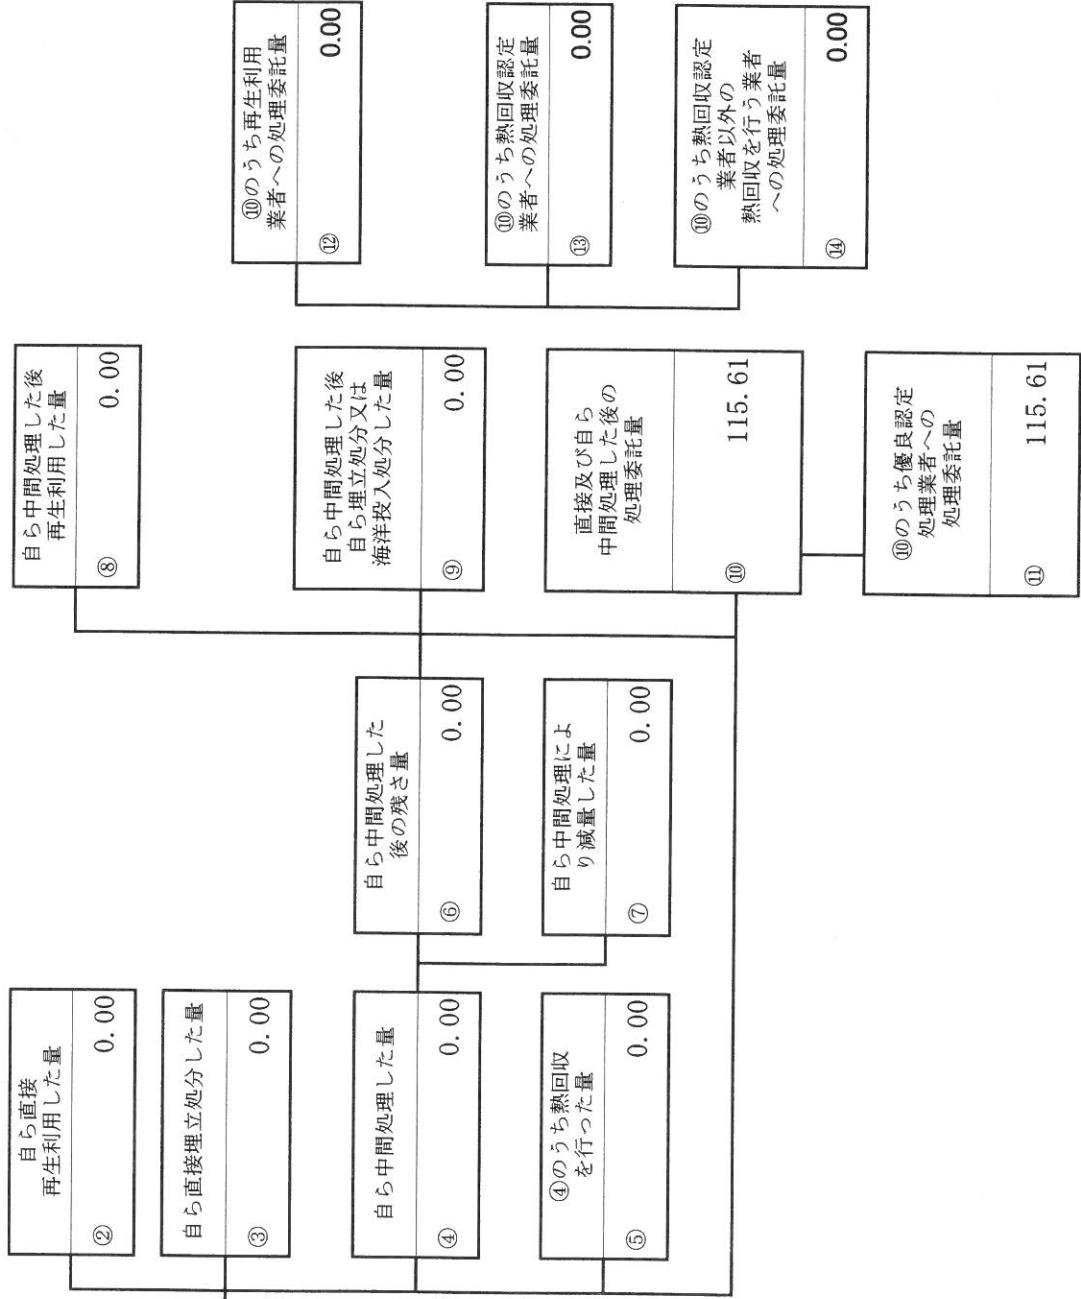 自ら直接
再生利用した量
②
0.00
自ら直接埋立処分した量
③
0.00
自ら中間処理した量
④
0.00
④のうち熱回収
を行った量
⑤
0.00
自ら中間処理した
後の残さ量
⑥
0.00
自ら中間処理によ
り減量した量
⑦
0.00
自ら中間処理した後
再生利用した量
⑧
0.00
自ら中間処理した後
自ら埋立処分又は
海洋投入処分した量
⑨
0.00
直接及び自ら
中間処理した後の
処理委託量
⑩
115.61
⑩のうち優良認定
処理業者への
処理委託量
⑪
115.61
⑩のうち再生利用
業者への処理委託量
⑫
0.00
⑩のうち熱回収認定
業者への処理委託量
⑬
0.00
⑩のうち熱回収認定
業者以外の
熱回収を行う業者
への処理委託量
⑭
0.00